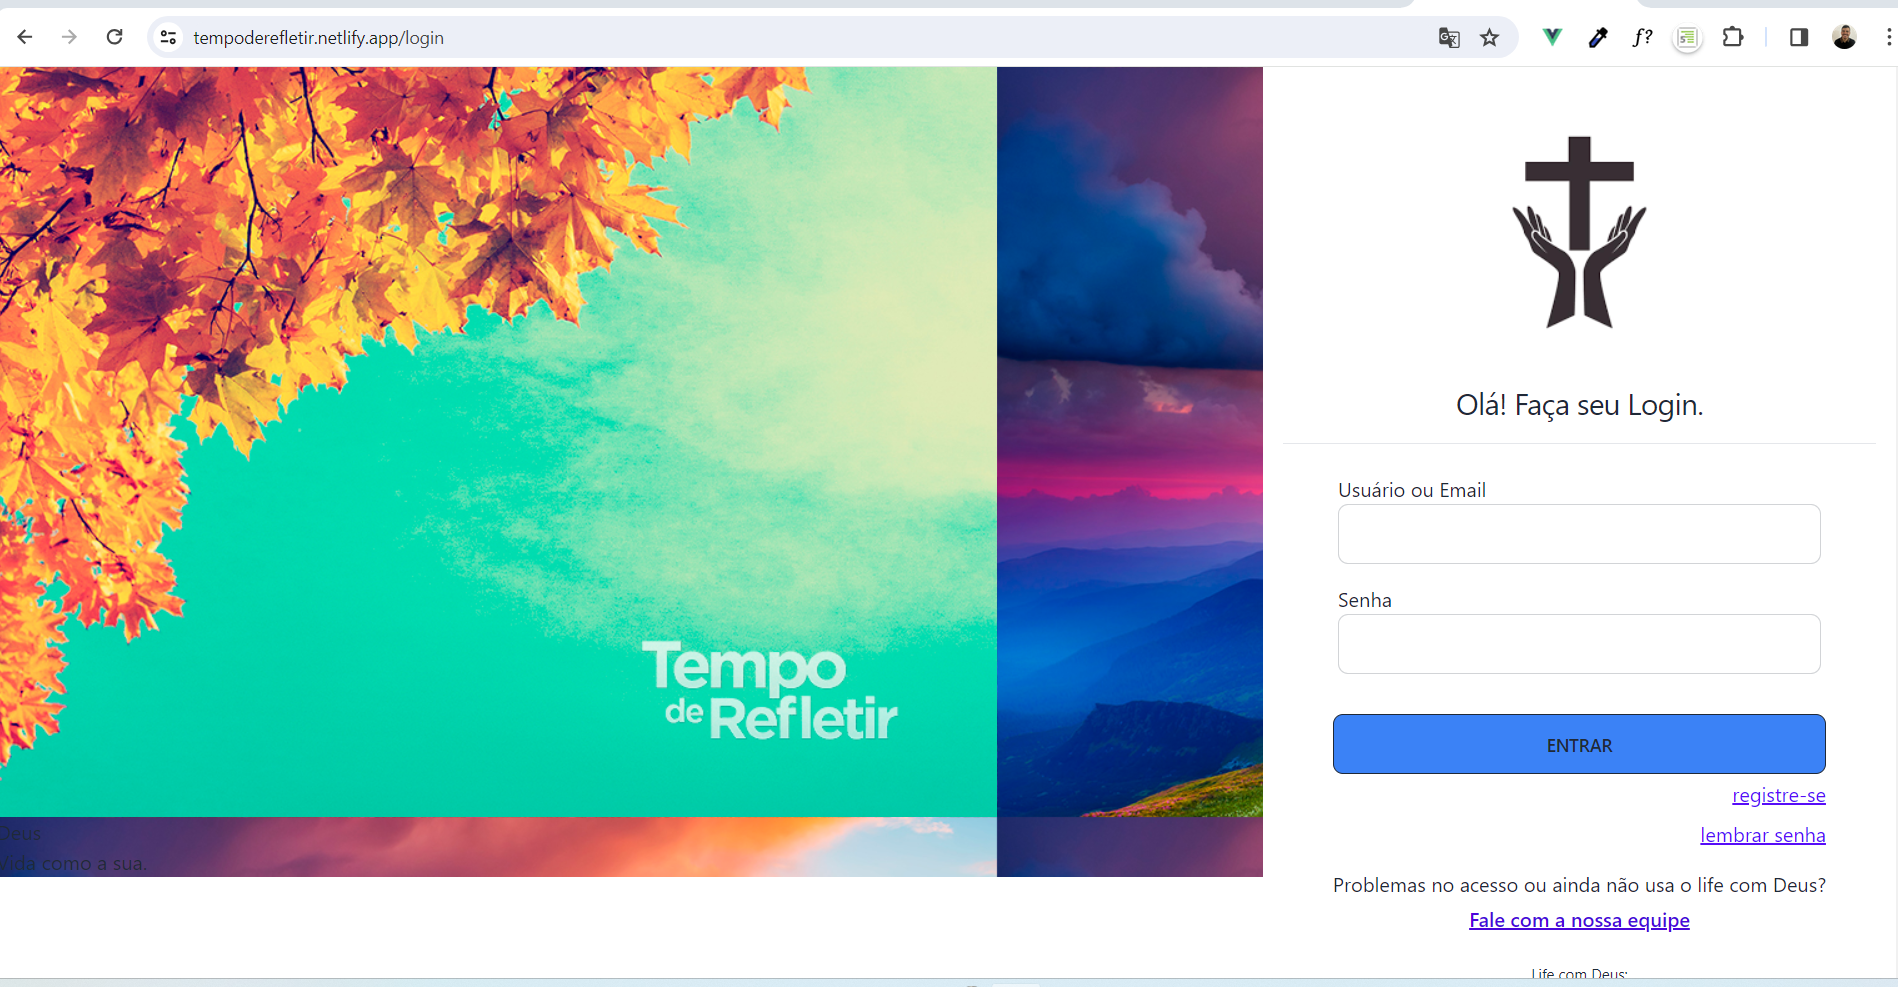 tempoderefletir.netlify.app/login
f?
Tempo
de Refletir
Deus
Vida como a sua.
Olá! Faça seu Login.
Usuário ou Email
Senha
ENTRAR
registre-se
lembrar senha
Problemas no acesso ou ainda não usa o life com Deus?
Fale com a nossa equipe
Life com Deus: